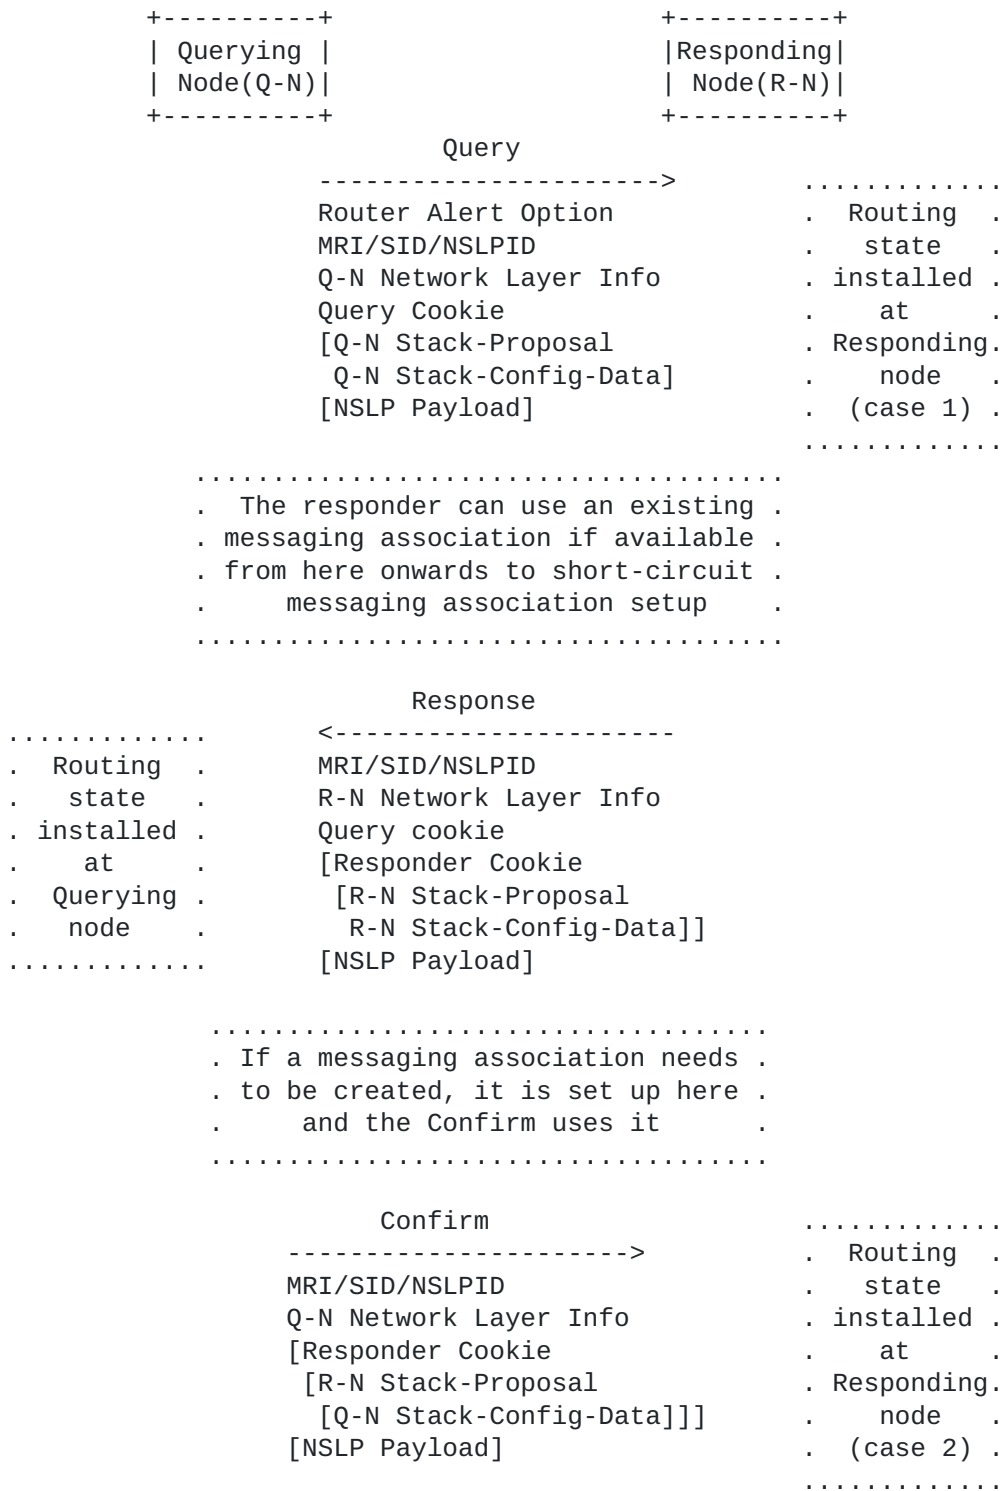 +----------+                     +----------+
| Querying |                     |Responding|
| Node(Q-N)|                     | Node(R-N)|
+----------+                     +----------+
Query
---------------------->        .............
Router Alert Option            .  Routing  .
MRI/SID/NSLPID                 .   state   .
Q-N Network Layer Info         . installed .
Query Cookie                   .    at     .
[Q-N Stack-Proposal            . Responding.
Q-N Stack-Config-Data]        .    node   .
[NSLP Payload]                 .  (case 1) .
.............
......................................
.  The responder can use an existing .
. messaging association if available .
. from here onwards to short-circuit .
.     messaging association setup    .
......................................
Response
.............       <----------------------
.  Routing  .       MRI/SID/NSLPID
.   state   .       R-N Network Layer Info
. installed .       Query cookie
.    at     .       [Responder Cookie
.  Querying .        [R-N Stack-Proposal
.   node    .         R-N Stack-Config-Data]]
.............       [NSLP Payload]
....................................
. If a messaging association needs .
. to be created, it is set up here .
.     and the Confirm uses it      .
....................................
Confirm                    .............
---------------------->          .  Routing  .
MRI/SID/NSLPID                   .   state   .
Q-N Network Layer Info           . installed .
[Responder Cookie                .    at     .
[R-N Stack-Proposal             . Responding.
[Q-N Stack-Config-Data]]]      .    node   .
[NSLP Payload]                   .  (case 2) .
.............